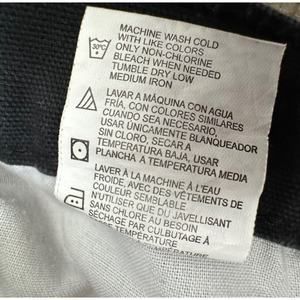 30°C
MACHINE WASH COLD
WITH LIKE COLORS
ONLY NON-CHLORINE
BLEACH WHEN NEEDED
TUMBLE DRY LOW
MEDIUM IRON
LAVAR A MÁQUINA CON AGUA
FRÍA, CON COLORES SIMILARES
CUANDO SEA NECESARIO,
USAR ÚNICAMENTE BLANQUEADOR
SIN CLORO, SECAR A
TEMPERATURA BAJA, USAR
PLANCHA A TEMPERATURA MEDIA
LAVER À LA MACHINE À L'EAU
FROIDE, AVEC DES VÊTEMENTS DE
COULEUR SEMBLABLE
N'UTILISER QUE DU JAVELLISANT
SANS CHLORE AU BESOIN
SÉCHAGE PAR CULBUTAGE À
TEMPÉRATURE